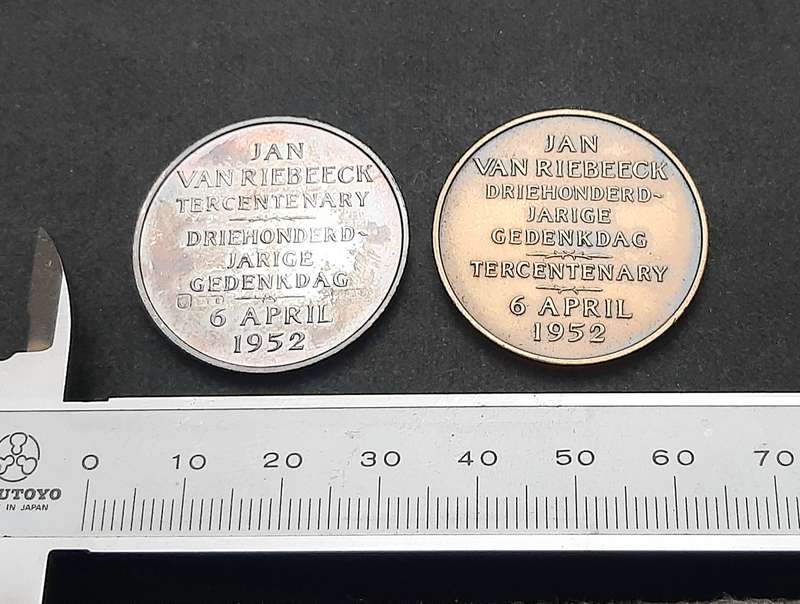 JAN
VAN RIEBEECK
TERCENTENARY
DRIEHONDERD-
JARIGE
GEDENKDAG
6 APRIL
1952
JAN
VAN RIEBEECK
DRIEHONDERD-
JARIGE
GEDENKDAG
TERCENTENARY
6 APRIL
1952
0 10 20 30 40 50 60 70
UTOYO
IN JAPAN